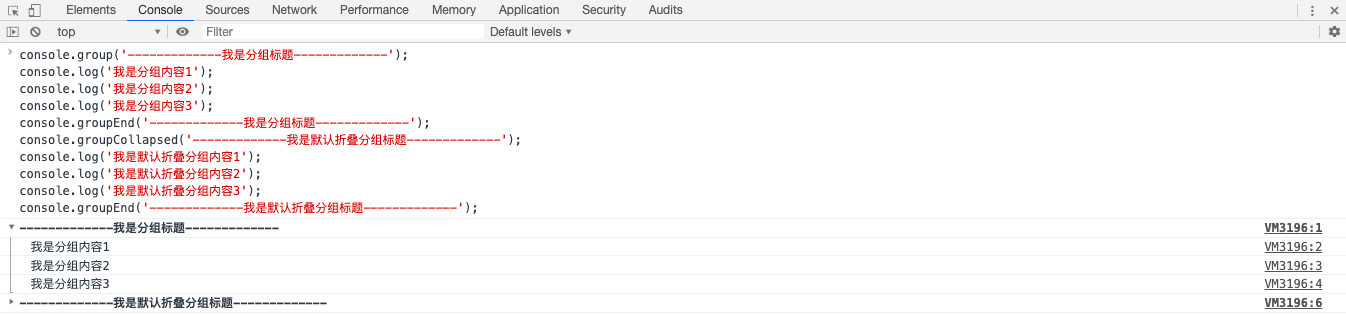 Elements Console Sources Network Performance Memory Application Security Audits
top Filter Default levels
console.group('-------------我是分组标题-------------');
console.log('我是分组内容1');
console.log('我是分组内容2');
console.log('我是分组内容3');
console.groupEnd('-------------我是分组标题-------------');
console.groupCollapsed('-------------我是默认折叠分组标题-------------');
console.log('我是默认折叠分组内容1');
console.log('我是默认折叠分组内容2');
console.log('我是默认折叠分组内容3');
console.groupEnd('-------------我是默认折叠分组标题-------------');
-------------我是分组标题------------- VM3196:1
我是分组内容1 VM3196:2
我是分组内容2 VM3196:3
我是分组内容3 VM3196:4
-------------我是默认折叠分组标题------------- VM3196:6